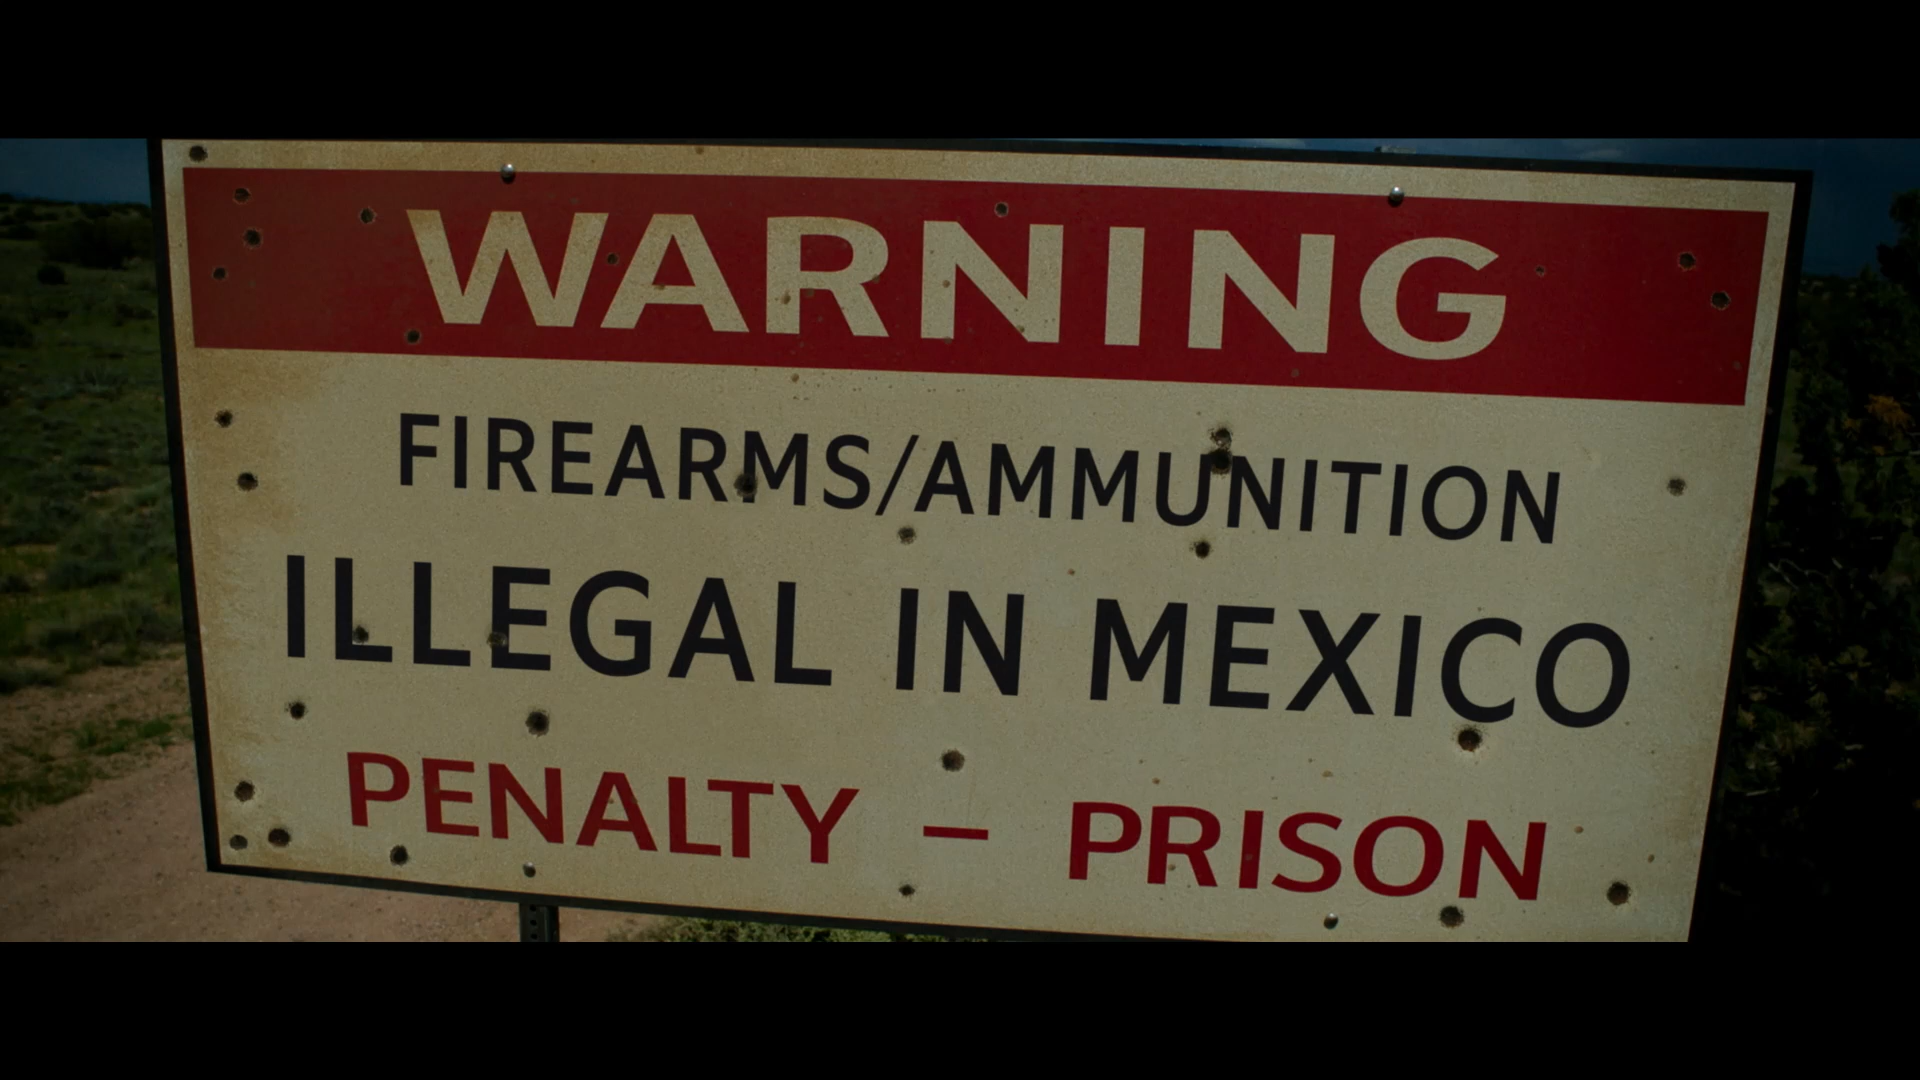 WARNING
FIREARMS/AMMUNITION
ILLEGAL IN MEXICO
PENALTY – PRISON